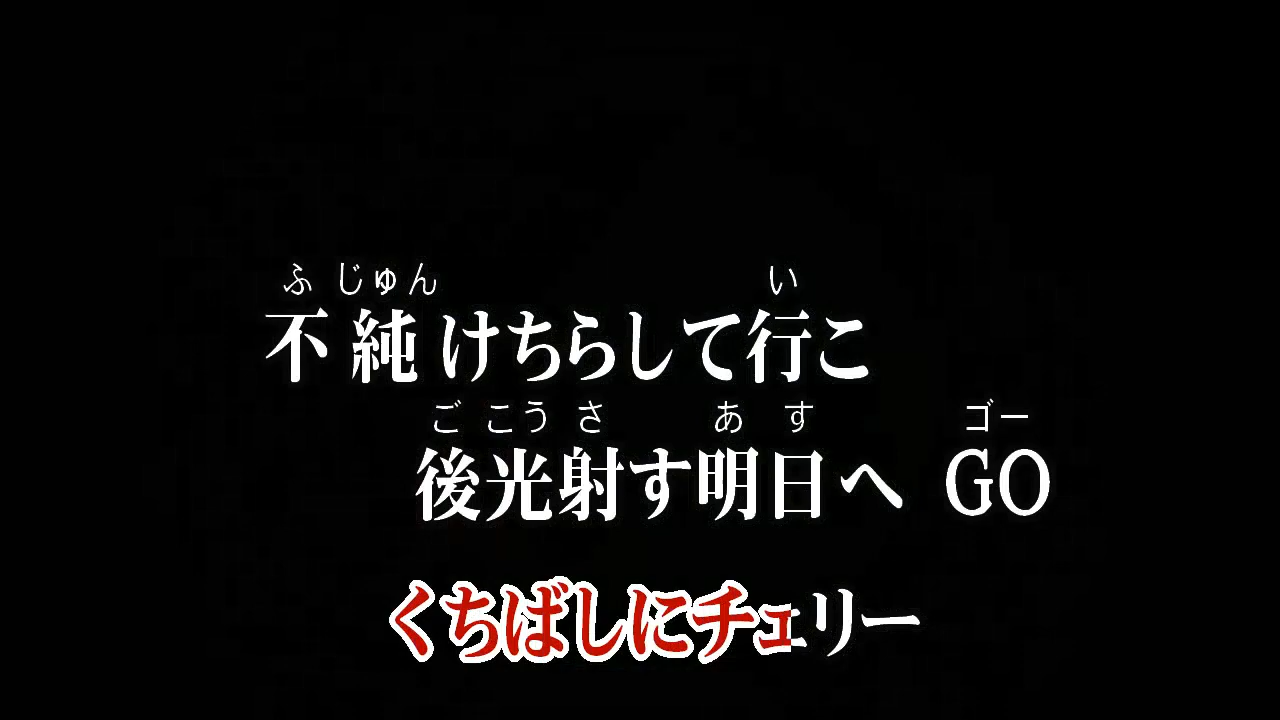 ふ じゅん い
不純けちらして行こ
ご こう さ あ す ゴー
後光射す明日へ GO
くちばしにチェリー